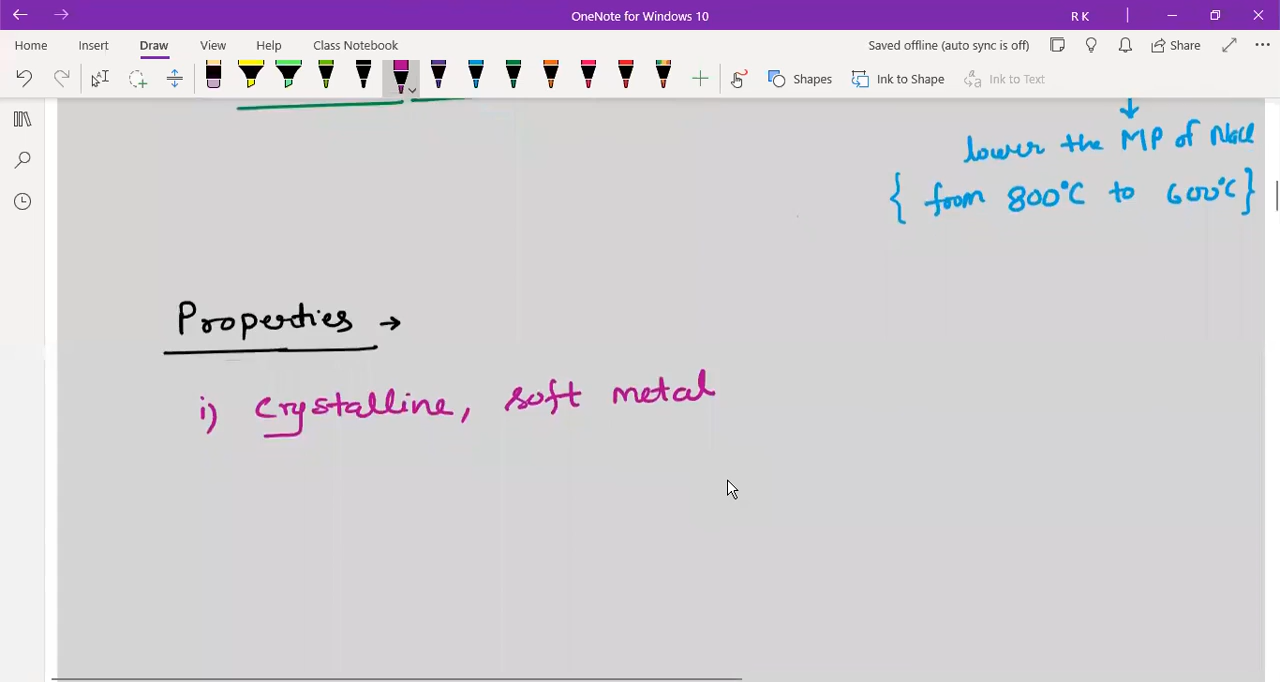 OneNote for Windows 10
R K
Home Insert Draw View Help Class Notebook
Saved offline (auto sync is off) Share
Shapes Ink to Shape Ink to Text
lower the MP of NaCl
{ from 800°C to 600°C }
Properties →
i) crystalline, soft metal